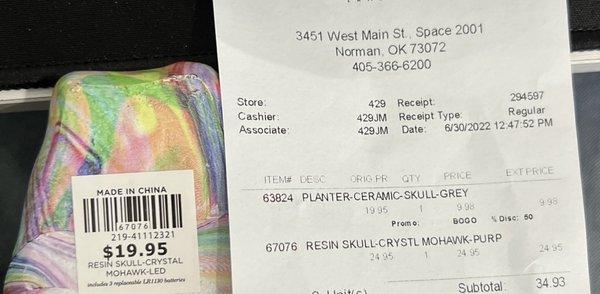 3451 West Main St., Space 2001
Norman, OK 73072
405-366-6200
Store: 429 Receipt: 294597
Cashier: 429JM Receipt Type: Regular
Associate: 429JM Date: 6/30/2022 12:47:52 PM
ITEM# DESC ORIG.PR QTY PRICE EXT.PRICE
63824 PLANTER-CERAMIC-SKULL-GREY
19.95 1 9.98 9.98
Promo: BOGO % Disc: 50
67076 RESIN SKULL-CRYSTL MOHAWK-PURP
24.95 1 24.95 24.95
Subtotal: 34.93
MADE IN CHINA
67076
219-41112321
$19.95
RESIN SKULL-CRYSTAL
MOHAWK-LED
includes 3 replaceable LR1130 batteries